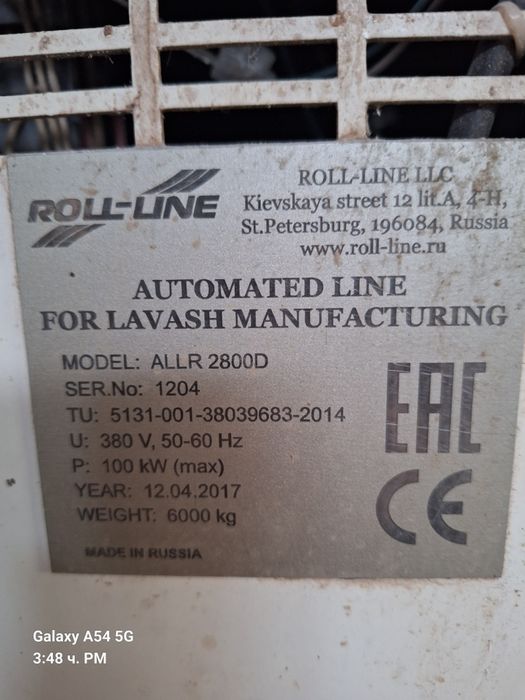 ROLL-LINE
ROLL-LINE LLC
Kievskaya street 12 lit.A, 4-H,
St.Petersburg, 196084, Russia
www.roll-line.ru
AUTOMATED LINE
FOR LAVASH MANUFACTURING
MODEL: ALLR 2800D
SER.No: 1204
TU: 5131-001-38039683-2014
U: 380 V, 50-60 Hz
P: 100 kW (max)
YEAR: 12.04.2017
WEIGHT: 6000 kg
EAC
CE
MADE IN RUSSIA
Galaxy A54 5G
3:48 ч. PM